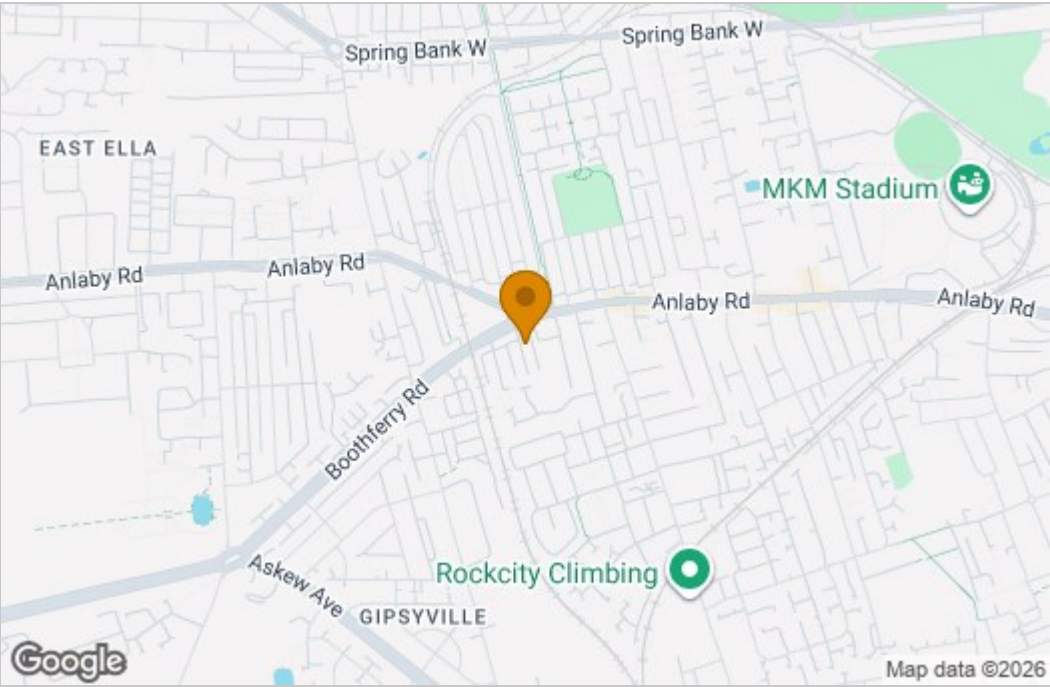 Spring Bank W
Spring Bank W
EAST ELLA
MKM Stadium
Anlaby Rd
Anlaby Rd
Anlaby Rd
Anlaby Rd
Boothferry Rd
Askew Ave
Rockcity Climbing
GIPSYVILLE
Google
Map data ©2026